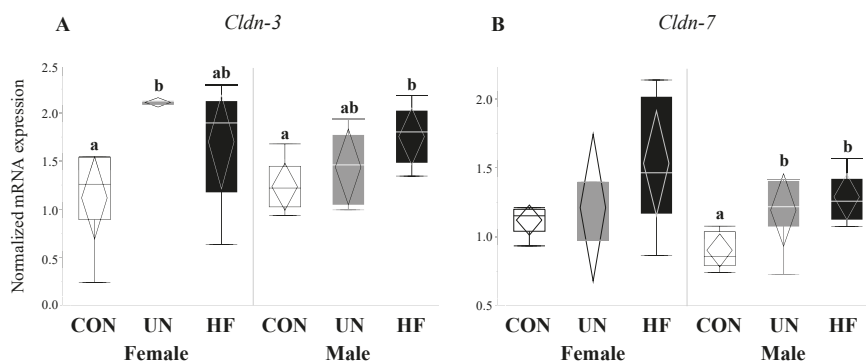 A
Cldn-3
B
Cldn-7
Normalized mRNA expression
2.5
2.0
1.5
1.0
0.5
0.0
a
b
ab
a
ab
b
2.0
1.5
1.0
0.5
a
b
b
CON UN HF CON UN HF
Female Male
CON UN HF CON UN HF
Female Male